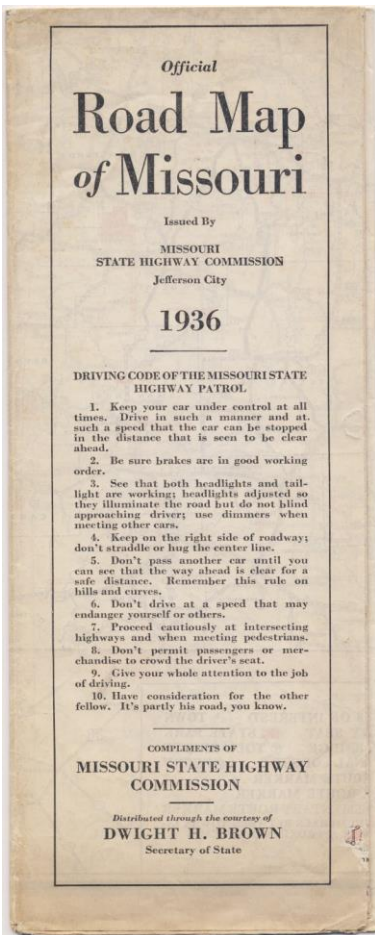 Official
Road Map
of Missouri
Issued By
MISSOURI
STATE HIGHWAY COMMISSION
Jefferson City
1936
DRIVING CODE OF THE MISSOURI STATE
HIGHWAY PATROL
1. Keep your car under control at all
times. Drive in such a manner and at
such a speed that the car can be stopped
in the distance that is seen to be clear
ahead.
2. Be sure brakes are in good working
order.
3. See that both headlights and tail-
light are working; headlights adjusted so
they illuminate the road but do not blind
approaching driver; use dimmers when
meeting other cars.
4. Keep on the right side of roadway;
don't straddle or hug the center line.
5. Don't pass another car until you
can see that the way ahead is clear for a
safe distance. Remember this rule on
hills and curves.
6. Don't drive at a speed that may
endanger yourself or others.
7. Proceed cautiously at intersecting
highways and when meeting pedestrians.
8. Don't permit passengers or mer-
chandise to crowd the driver's seat.
9. Give your whole attention to the job
of driving.
10. Have consideration for the other
fellow. It's partly his road, you know.
COMPLIMENTS OF
MISSOURI STATE HIGHWAY
COMMISSION
Distributed through the courtesy of
DWIGHT H. BROWN
Secretary of State